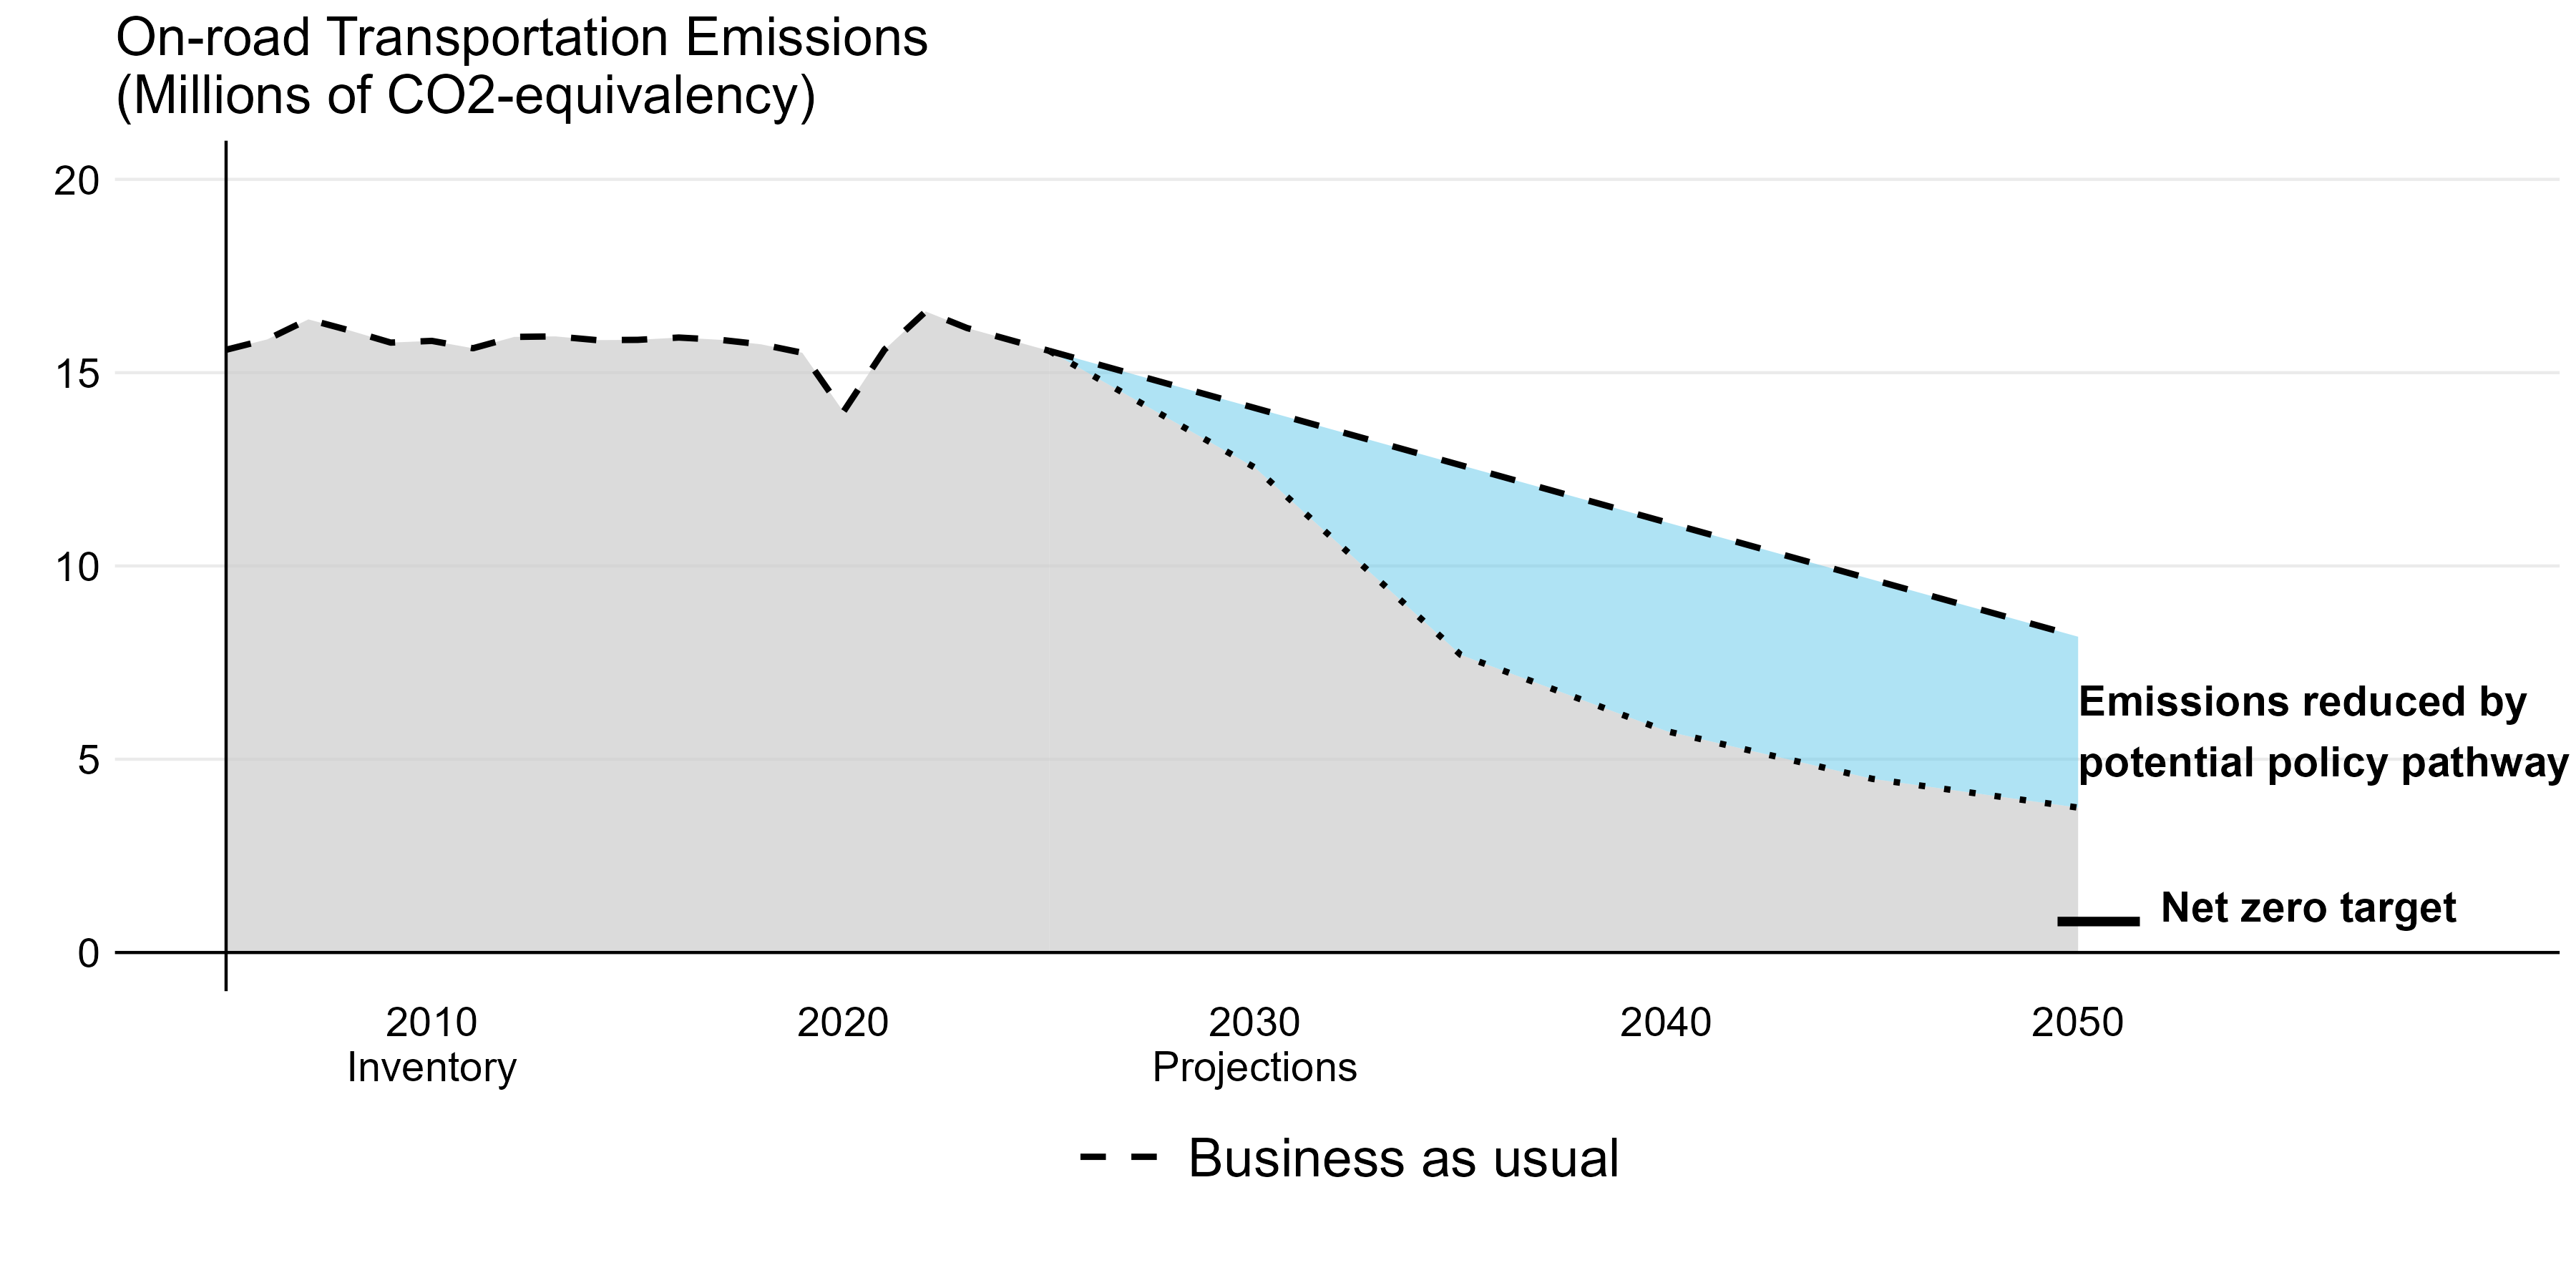 On-road Transportation Emissions
(Millions of CO2-equivalency)
20
15
10
5
0
Emissions reduced by
potential policy pathway
Net zero target
2010 2020 2030 2040 2050
Inventory Projections
Business as usual